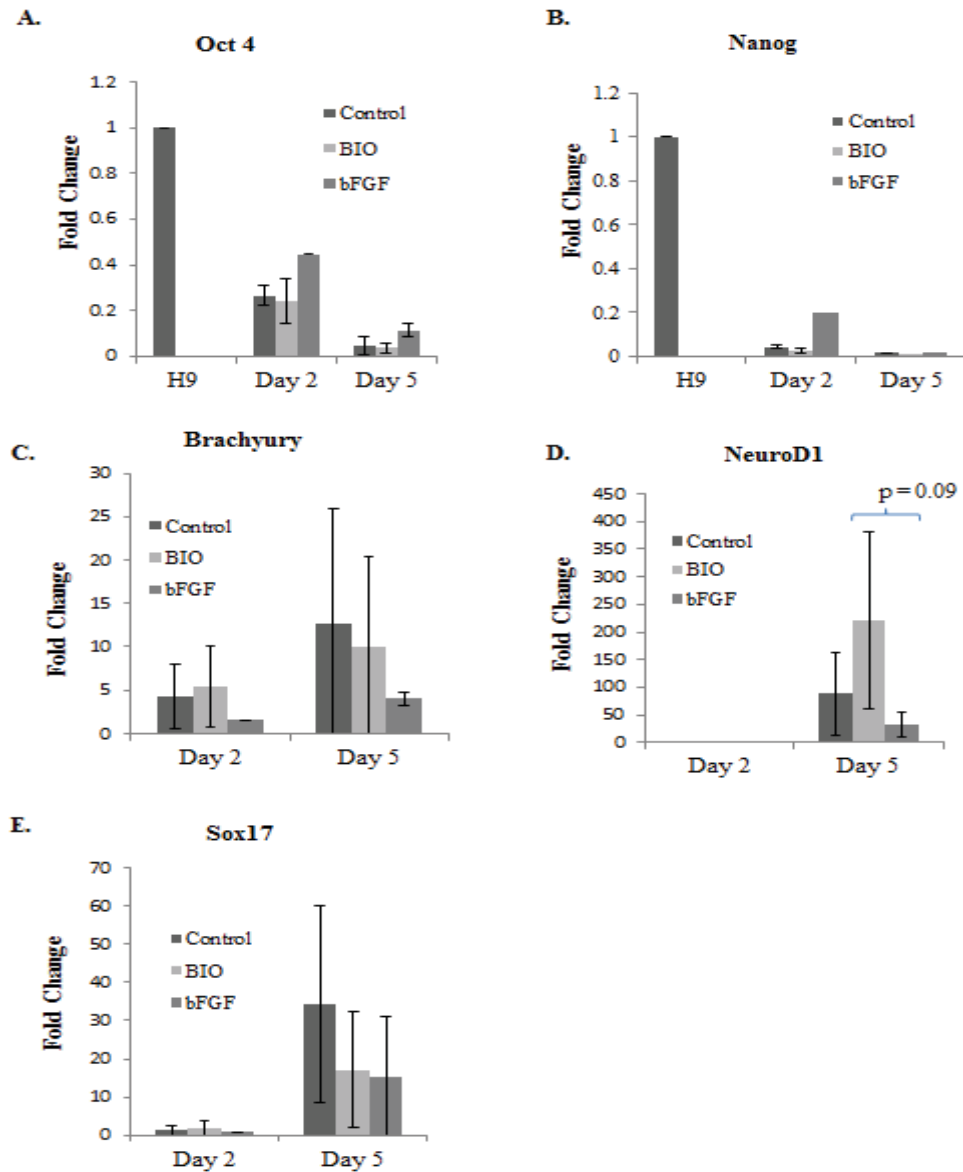 A.
Oct 4
1.2
1
0.8
0.6
0.4
0.2
0
Fold Change
Control
BIO
bFGF
H9 Day 2 Day 5
B.
Nanog
1.2
1
0.8
0.6
0.4
0.2
0
Fold Change
Control
BIO
bFGF
H9 Day 2 Day 5
C.
Brachyury
30
25
20
15
10
5
0
Fold Change
Control
BIO
bFGF
Day 2 Day 5
D.
NeuroD1
p = 0.09
450
400
350
300
250
200
150
100
50
0
Fold Change
Control
BIO
bFGF
Day 2 Day 5
E.
Sox17
70
60
50
40
30
20
10
0
Fold Change
Control
BIO
bFGF
Day 2 Day 5